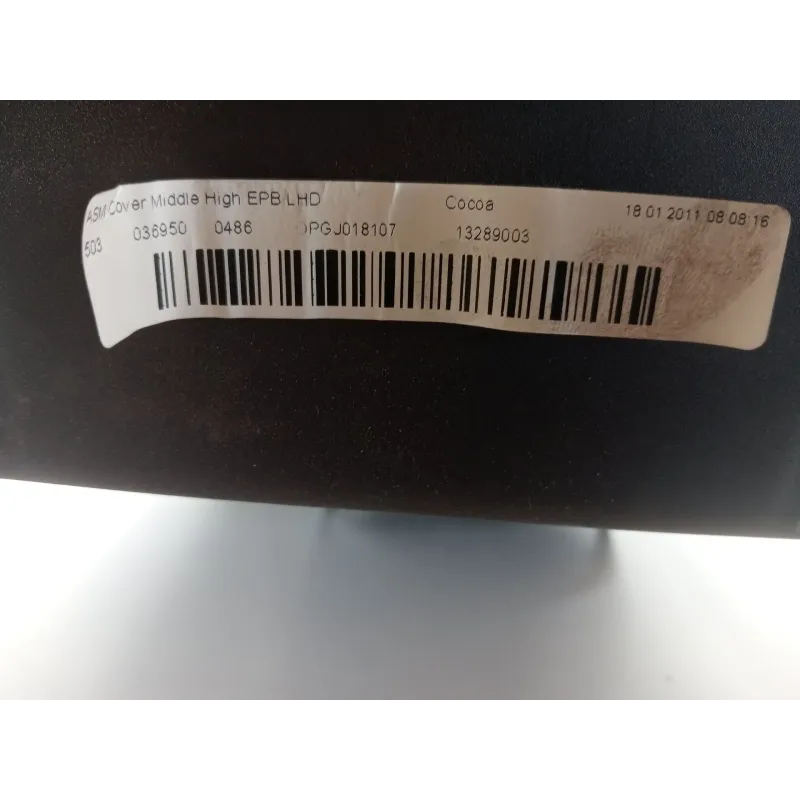 ASM Cover Middle High EPB LHD Cocoa 18.01.2011 08:08:16
503 036950 0486 PGJ018107 13289003